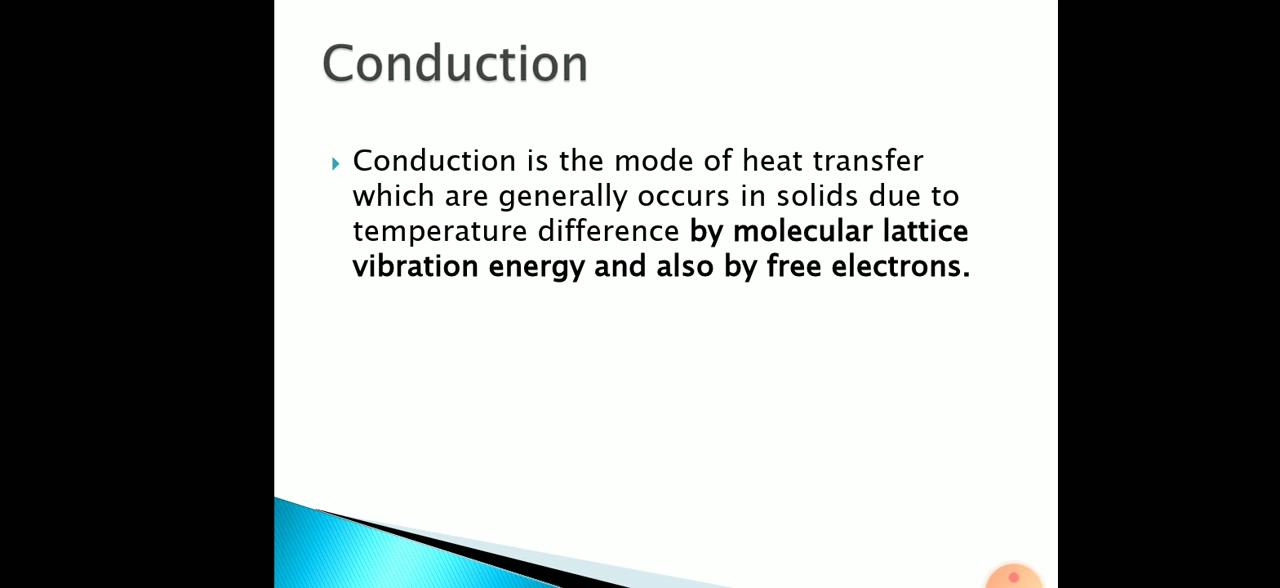 Conduction
Conduction is the mode of heat transfer
which are generally occurs in solids due to
temperature difference by molecular lattice
vibration energy and also by free electrons.